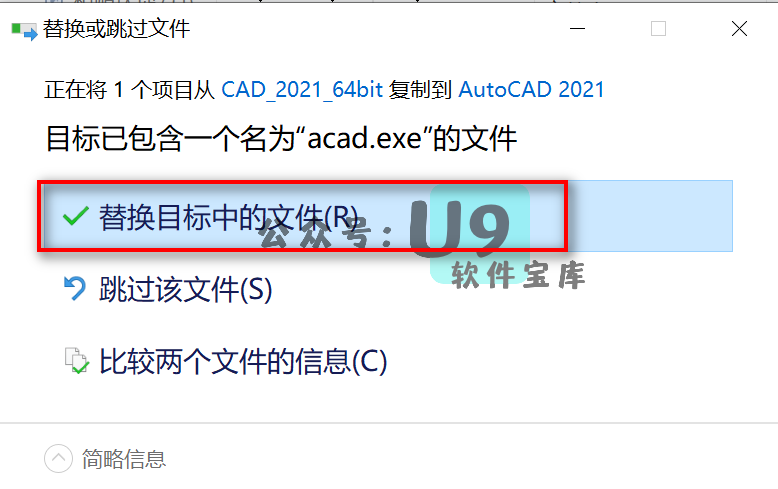 替换或跳过文件
正在将 1 个项目从 CAD_2021_64bit 复制到 AutoCAD 2021
目标已包含一个名为“acad.exe”的文件
替换目标中的文件(R)
公众号：U9
软件宝库
跳过该文件(S)
比较两个文件的信息(C)
简略信息